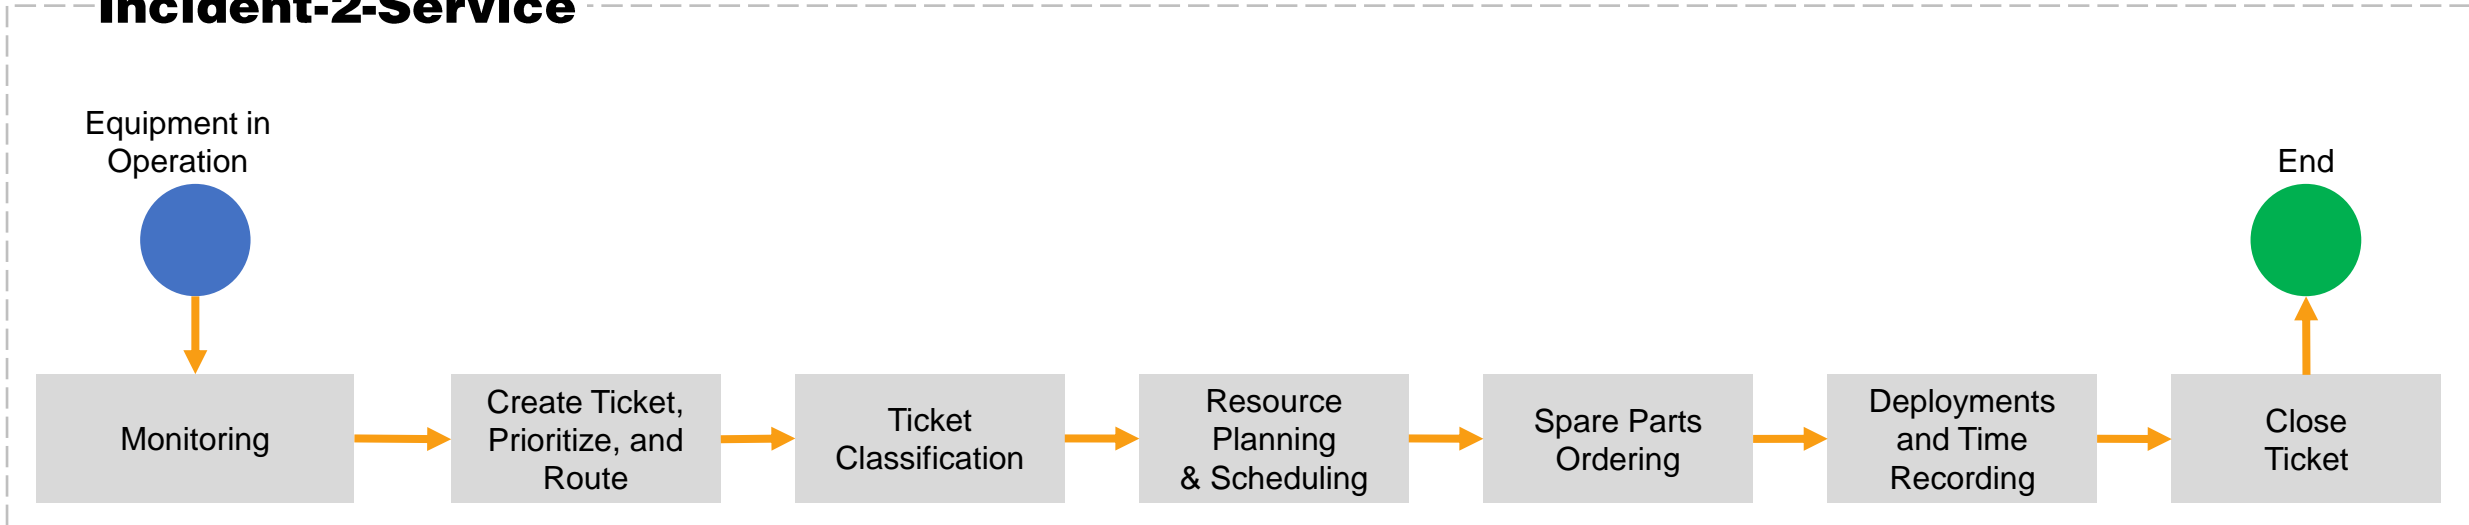 Incident-2-Service
Equipment in
Operation
End
Monitoring
Create Ticket,
Prioritize, and
Route
Ticket
Classification
Resource
Planning
& Scheduling
Spare Parts
Ordering
Deployments
and Time
Recording
Close
Ticket